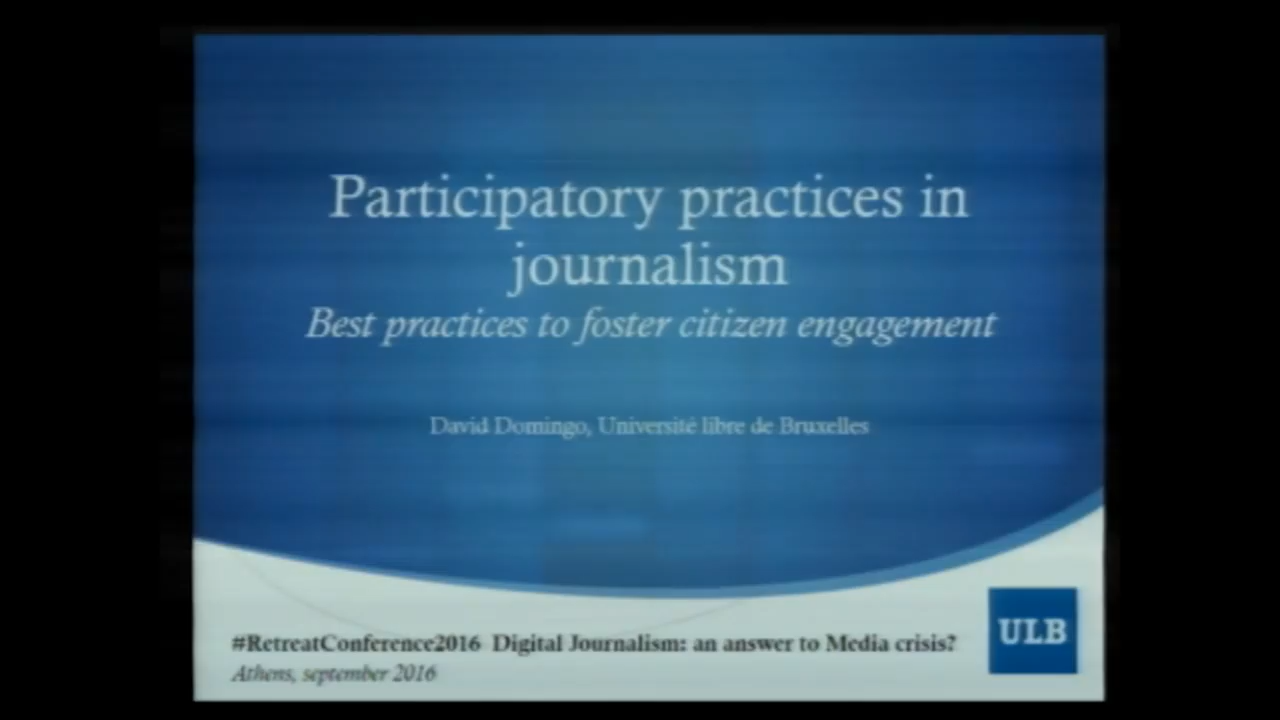 Participatory practices in
journalism
Best practices to foster citizen engagement
David Domingo, Université libre de Bruxelles
#RetreatConference2016 Digital Journalism: an answer to Media crisis?
Athens, september 2016
ULB